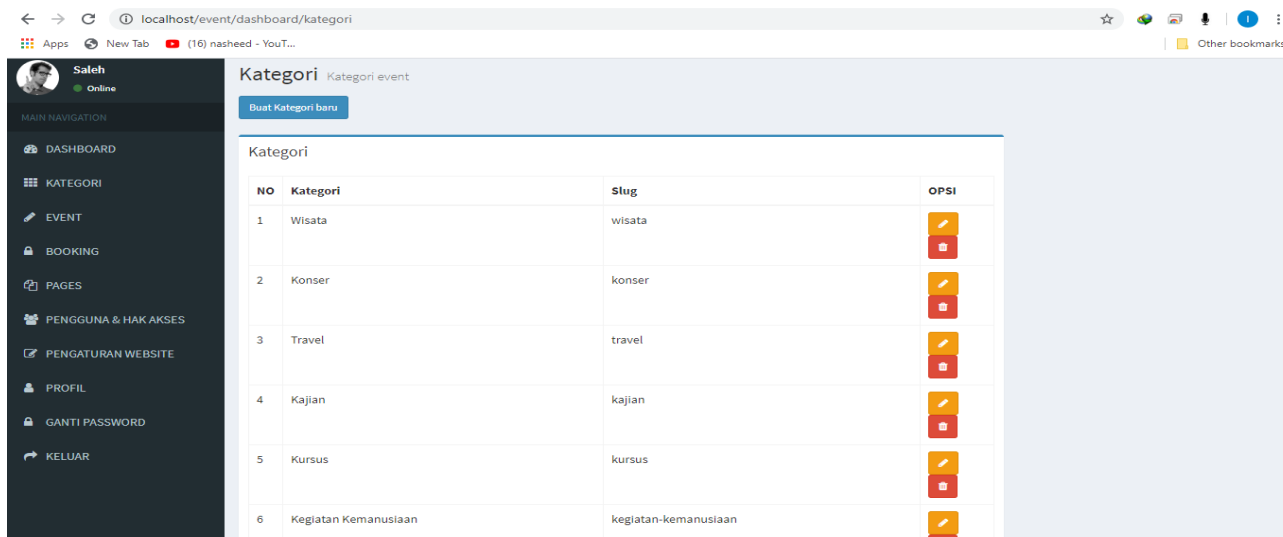 localhost/event/dashboard/kategori
Apps New Tab (16) nasheed - YouT... Other bookmarks
Saleh
Online
MAIN NAVIGATION
DASHBOARD
KATEGORI
EVENT
BOOKING
PAGES
PENGGUNA & HAK AKSES
PENGATURAN WEBSITE
PROFIL
GANTI PASSWORD
KELUAR
Kategori Kategori event
Buat Kategori baru
Kategori
NO Kategori Slug OPSI
1 Wisata wisata
2 Konser konser
3 Travel travel
4 Kajian kajian
5 Kursus kursus
6 Kegiatan Kemanusiaan kegiatan-kemanusiaan